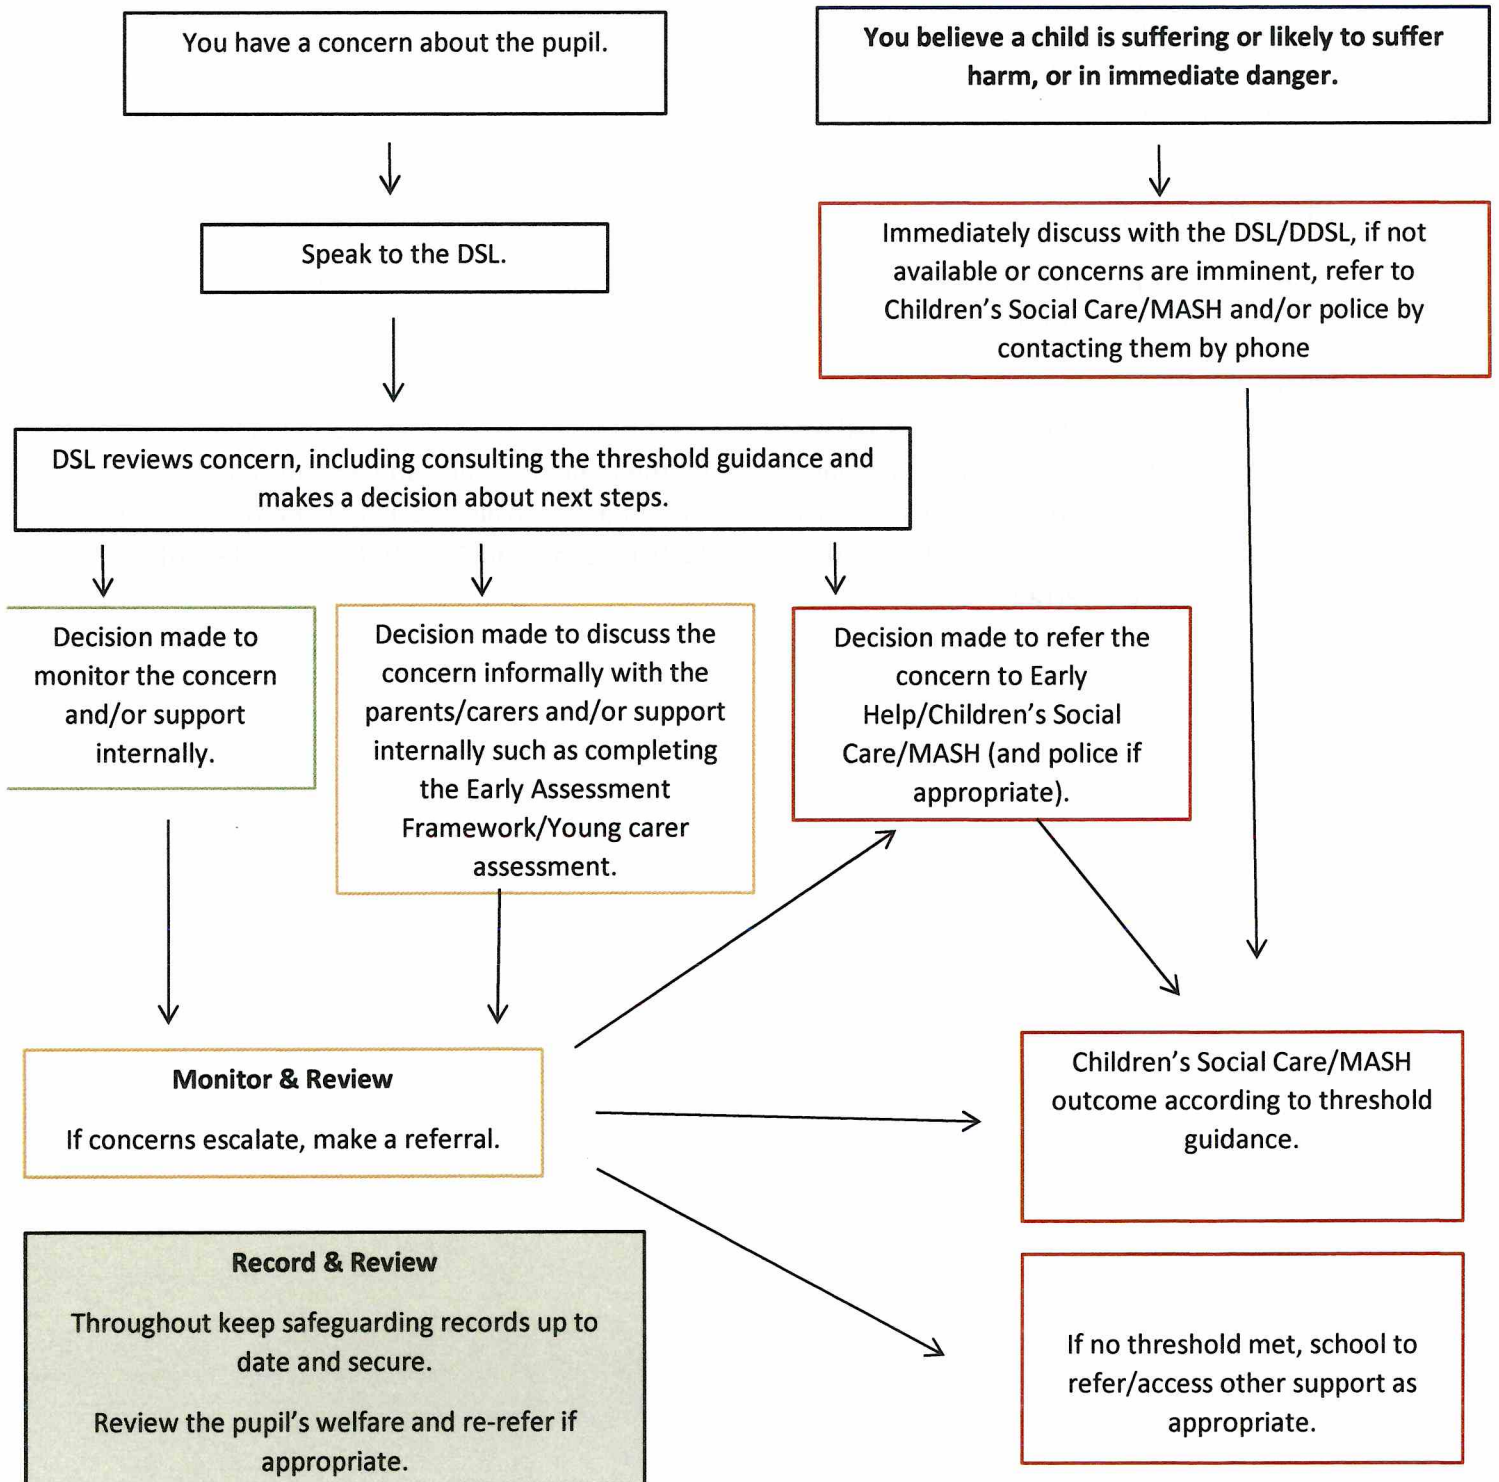 You have a concern about the pupil.
You believe a child is suffering or likely to suffer
harm, or in immediate danger.
Speak to the DSL.
Immediately discuss with the DSL/DDSL, if not
available or concerns are imminent, refer to
Children's Social Care/MASH and/or police by
contacting them by phone
DSL reviews concern, including consulting the threshold guidance and
makes a decision about next steps.
Decision made to
monitor the concern
and/or support
internally.
Decision made to discuss the
concern informally with the
parents/carers and/or support
internally such as completing
the Early Assessment
Framework/Young carer
assessment.
Decision made to refer the
concern to Early
Help/Children's Social
Care/MASH (and police if
appropriate).
Monitor & Review
If concerns escalate, make a referral.
Children's Social Care/MASH
outcome according to threshold
guidance.
Record & Review
Throughout keep safeguarding records up to
date and secure.
Review the pupil's welfare and re-refer if
appropriate.
If no threshold met, school to
refer/access other support as
appropriate.